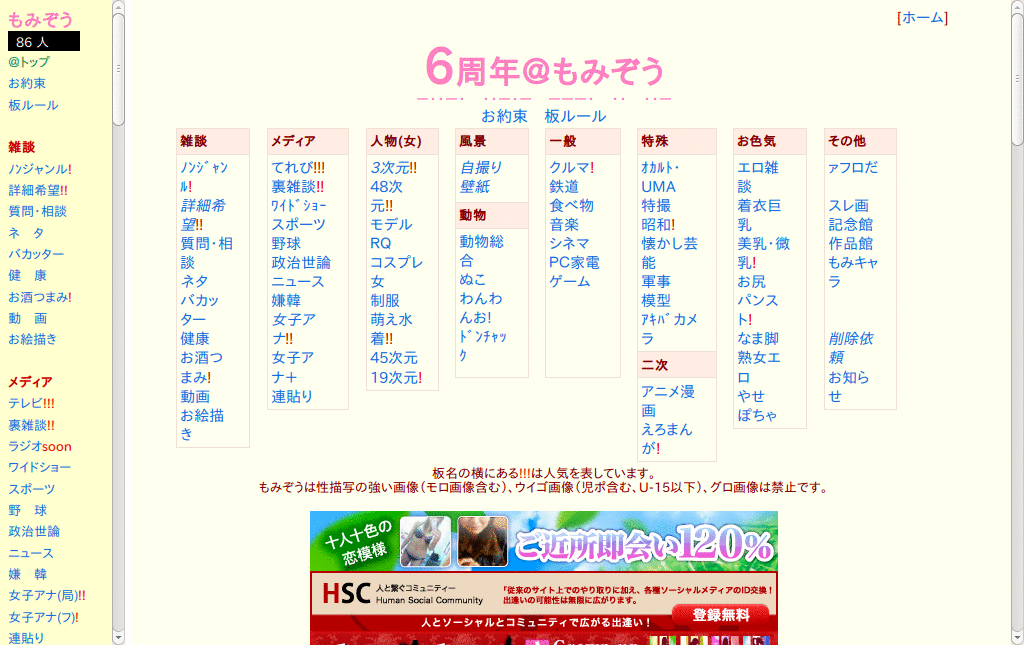 もみぞう
86 人
@トップ
お約束
板ルール
雑談
ﾉﾝｼﾞｬﾝﾙ!
詳細希望!!
質問･相談
ネ　タ
バカッター
健　康
お酒つまみ!
動　画
お絵描き
メディア
テレビ!!!
裏雑談!!
ラジオsoon
ワイドショー
スポーツ
野　球
政治世論
ニュース
嫌　韓
女子アナ(局)!!
女子アナ(フ)!
連貼り
[ホーム]
6周年@もみぞう
お約束　板ルール
雑談
ﾉﾝｼﾞｬﾝ
ﾙ!
詳細希
望!!
質問･相
談
ネタ
バカッ
ター
健康
お酒つ
まみ!
動画
お絵描
き
メディア
てれび!!!
裏雑談!!
ﾜｲﾄﾞｼｮｰ
スポーツ
野球
政治世論
ニュース
嫌韓
女子ア
ナ!!
女子ア
ナ＋
連貼り
人物(女)
3次元!!
48次
元!!
モデル
RQ
コスプレ
女
制服
萌え水
着!!
45次元
19次元!
風景
自撮り
壁紙
動物
動物総
合
ぬこ
わんわ
んお!
ﾄﾞﾝﾁｬｯ
ｸ
一般
クルマ!
鉄道
食べ物
音楽
シネマ
PC家電
ゲーム
特殊
ｵｶﾙﾄ･
UMA
特撮
昭和!
懐かし芸
能
軍事
模型
ｱｷﾊﾞカメ
ラ
二次
アニメ漫
画
えろまん
が!
お色気
エロ雑
談
着衣巨
乳
美乳･微
乳!
お尻
パンス
ト!
なま脚
熟女エ
ロ
やせ
ぽちゃ
その他
ァフロだ
スレ画
記念館
作品館
もみキャ
ラ
削除依
頼
お知ら
せ
板名の横にある!!!は人気を表しています。
もみぞうは性描写の強い画像（モロ画像含む）、ウイゴ画像（児ポ含む、U-15以下）、グロ画像は禁止です。
十人十色の
恋模様
ご近所即会い120%
HSC
人と繋ぐコミュニティー
Human Social Community
「従来のサイト上でのやり取りに加え、各種ソーシャルメディアのID交換！
出逢いの可能性は無限に広がります。
登録無料
人とソーシャルとコミュニティで広がる出逢い！